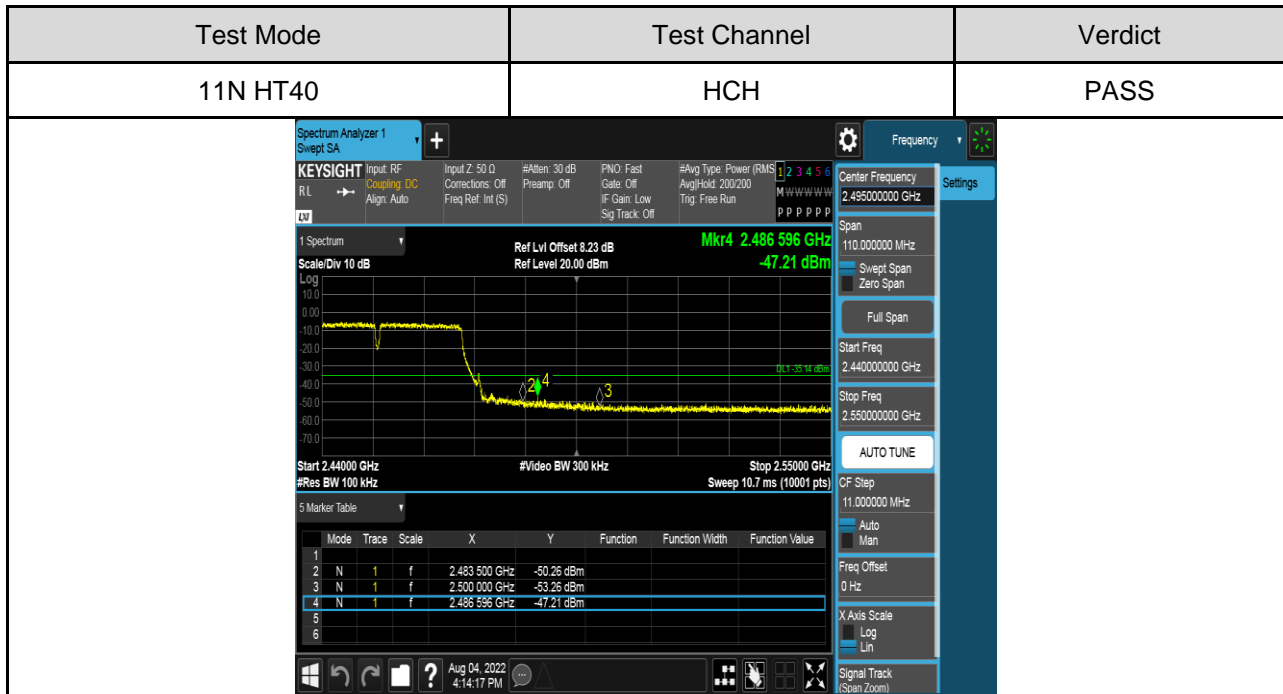 Test Mode Test Channel Verdict
11N HT40 HCH PASS
Spectrum Analyzer 1
Swept SA
+
Frequency
KEYSIGHT
RL
LXI
Input: RF
Coupling: DC
Align: Auto
Input Z: 50 Ω
Corrections: Off
Freq Ref: Int (S)
#Atten: 30 dB
Preamp: Off
PNO: Fast
Gate: Off
IF Gain: Low
Sig Track: Off
#Avg Type: Power (RMS
Avg|Hold: 200/200
Trig: Free Run
1 2 3 4 5 6
M W W W W W
P P P P P P
1 Spectrum
Scale/Div 10 dB
Ref Lvl Offset 8.23 dB
Ref Level 20.00 dBm
Mkr4 2.486 596 GHz
-47.21 dBm
Log
10.0
0.00
-10.0
-20.0
-30.0
-40.0
-50.0
-60.0
-70.0
DL1 -35.14 dBm
2 4
3
Start 2.44000 GHz #Video BW 300 kHz Stop 2.55000 GHz
#Res BW 100 kHz Sweep 10.7 ms (10001 pts)
5 Marker Table
Mode Trace Scale X Y Function Function Width Function Value
1
2 N 1 f 2.483 500 GHz -50.26 dBm
3 N 1 f 2.500 000 GHz -53.26 dBm
4 N 1 f 2.486 596 GHz -47.21 dBm
5
6
?
Aug 04, 2022
4:14:17 PM
Center Frequency
2.495000000 GHz
Span
110.000000 MHz
Swept Span
Zero Span
Full Span
Start Freq
2.440000000 GHz
Stop Freq
2.550000000 GHz
AUTO TUNE
CF Step
11.000000 MHz
Auto
Man
Freq Offset
0 Hz
X Axis Scale
Log
Lin
Signal Track
(Span Zoom)
Settings